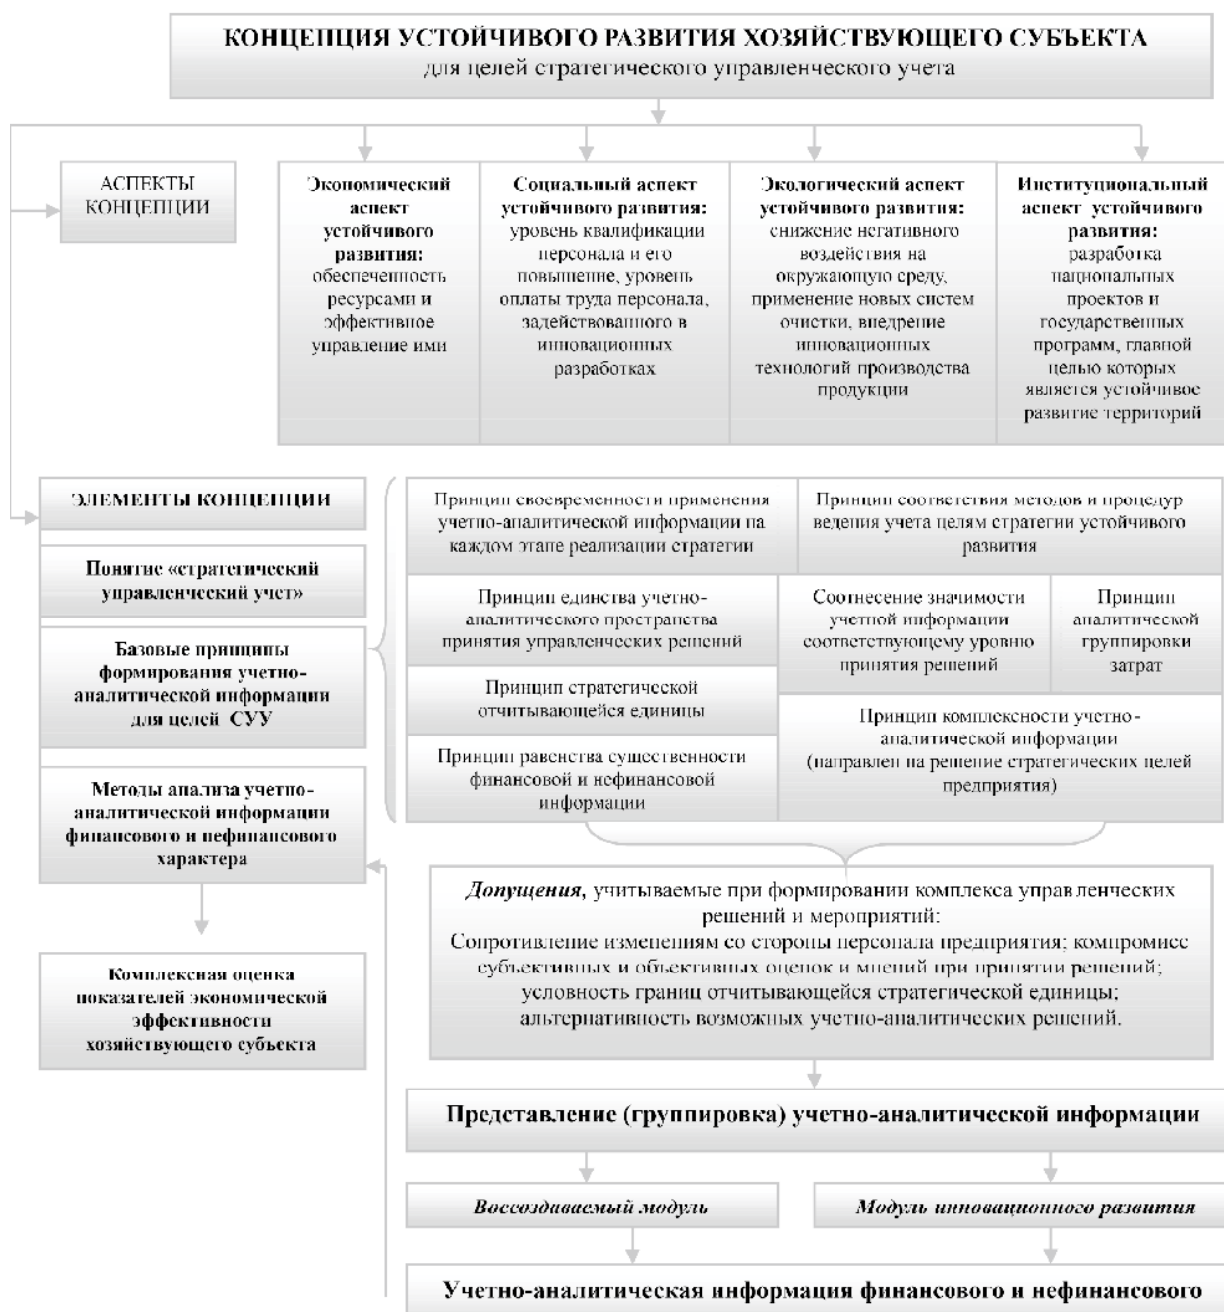 КОНЦЕПЦИЯ УСТОЙЧИВОГО РАЗВИТИЯ ХОЗЯЙСТВУЮЩЕГО СУБЪЕКТА
для целей стратегического управленческого учета
АСПЕКТЫ
КОНЦЕПЦИИ
Экономический
аспект
устойчивого
развития:
обеспеченность
ресурсами и
эффективное
управление ими
Социальный аспект
устойчивого развития:
уровень квалификации
персонала и его
повышение, уровень
оплаты труда персонала,
задействованного в
инновационных
разработках
Экологический аспект
устойчивого развития:
снижение негативного
воздействия на
окружающую среду,
применение новых систем
очистки, внедрение
инновационных
технологий производства
продукции
Институциональный
аспект устойчивого
развития:
разработка
национальных
проектов и
государственных
программ, главной
целью которых
является устойчивое
развитие территорий
ЭЛЕМЕНТЫ КОНЦЕПЦИИ
Понятие «стратегический
управленческий учет»
Базовые принципы
формирования учетно-
аналитической информации
для целей СУУ
Методы анализа учетно-
аналитической информации
финансового и нефинансового
характера
Комплексная оценка
показателей экономической
эффективности
хозяйствующего субъекта
Принцип своевременности применения
учетно-аналитической информации на
каждом этапе реализации стратегии
Принцип соответствия методов и процедур
ведения учета целям стратегии устойчивого
развития
Принцип единства учетно-
аналитического пространства
принятия управленческих решений
Соотнесение значимости
учетной информации
соответствующему уровню
принятия решений
Принцип
аналитической
группировки
затрат
Принцип стратегической
отчитывающейся единицы
Принцип равенства существенности
финансовой и нефинансовой
информации
Принцип комплексности учетно-
аналитической информации
(направлен на решение стратегических целей
предприятия)
Допущения, учитываемые при формировании комплекса управленческих
решений и мероприятий:
Сопротивление изменениям со стороны персонала предприятия; компромисс
субъективных и объективных оценок и мнений при принятии решений;
условность границ отчитывающейся стратегической единицы;
альтернативность возможных учетно-аналитических решений.
Представление (группировка) учетно-аналитической информации
Воссоздаваемый модуль
Модуль инновационного развития
Учетно-аналитическая информация финансового и нефинансового